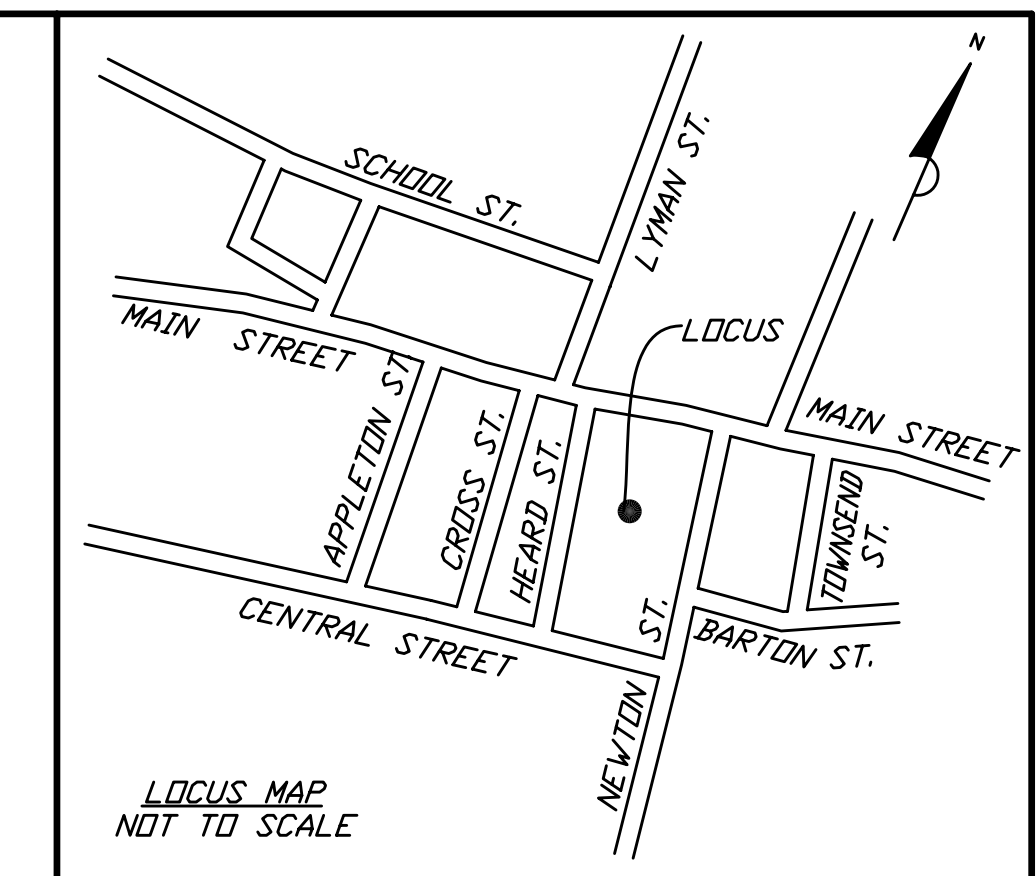 N
SCHOOL ST.
LYMAN ST.
LOCUS
MAIN STREET
APPLETON ST.
CROSS ST.
HEARD ST.
MAIN STREET
TOWNSEND
ST.
CENTRAL STREET
NEWTON ST.
BARTON ST.
LOCUS MAP
NOT TO SCALE